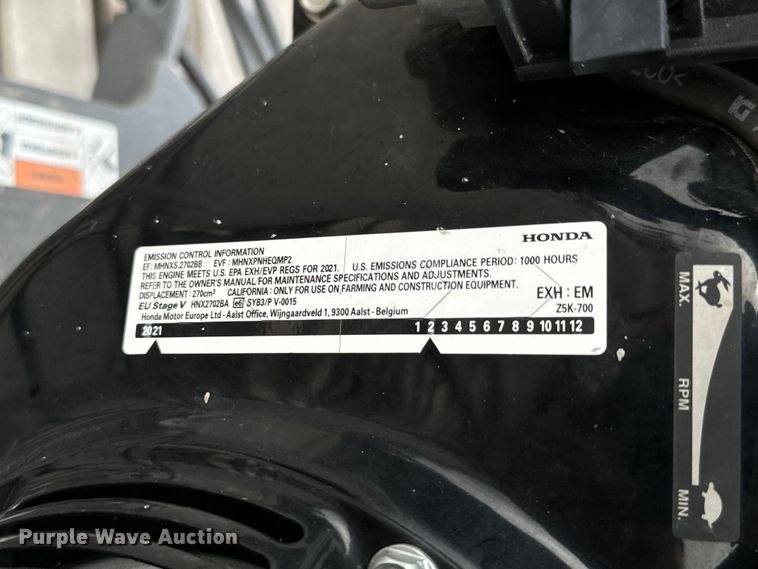 HONDA
EMISSION CONTROL INFORMATION
EF: MHNXS.2702BB EVF: MHNXPNHEQMP2
THIS ENGINE MEETS U.S. EPA EXH/EVP REGS FOR 2021. U.S. EMISSIONS COMPLIANCE PERIOD: 1000 HOURS
REFER TO THE OWNER'S MANUAL FOR MAINTENANCE SPECIFICATIONS AND ADJUSTMENTS.
DISPLACEMENT: 270cm³ CALIFORNIA: ONLY FOR USE ON FARMING AND CONSTRUCTION EQUIPMENT.
EU Stage V HNX2702BA e6 SYB3/P V-0015 EXH : EM
Honda Motor Europe Ltd - Aalst Office, Wijngaardveld 1, 9300 Aalst - Belgium Z5K-700
2021 1 2 3 4 5 6 7 8 9 10 11 12
MAX.
RPM
MIN.
Purple Wave Auction